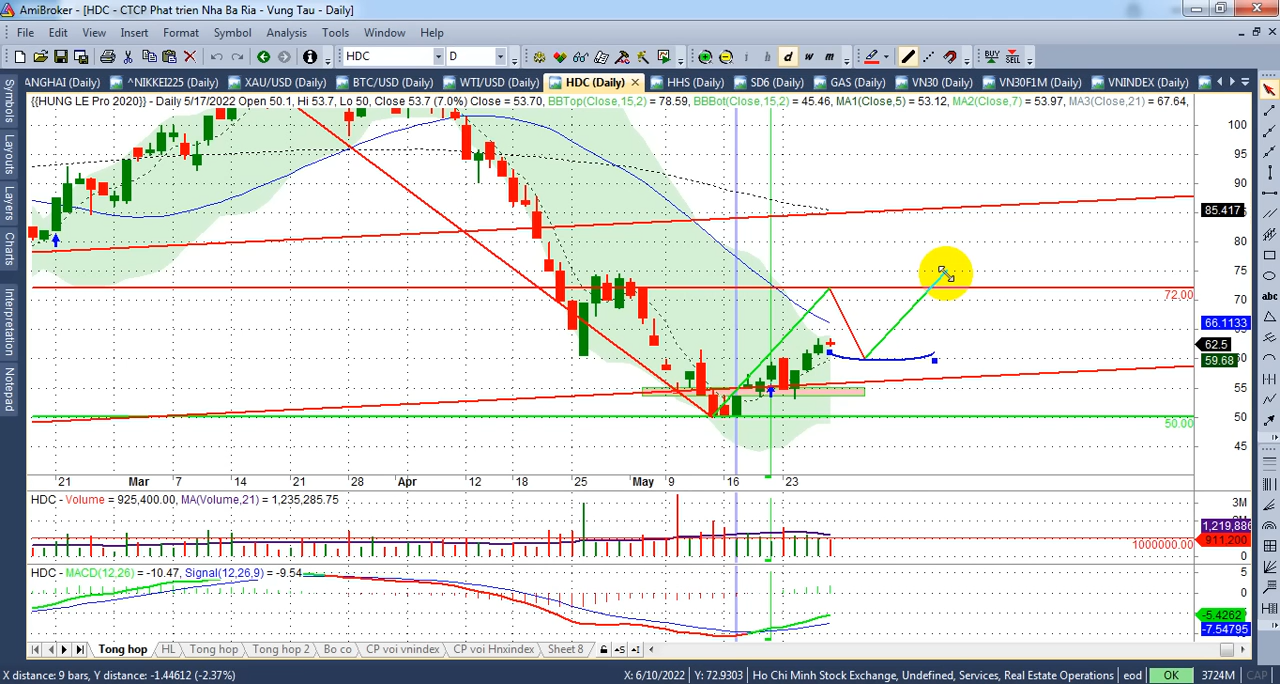 AmiBroker - [HDC - CTCP Phat trien Nha Ba Ria - Vung Tau - Daily]
File Edit View Insert Format Symbol Analysis Tools Window Help
HDC D i h d w m BUY SELL
ANGHAI (Daily) ^NIKKEI225 (Daily) XAU/USD (Daily) BTC/USD (Daily) WTI/USD (Daily) HDC (Daily) HHS (Daily) SD6 (Daily) GAS (Daily) VN30 (Daily) VN30F1M (Daily) VNINDEX (Daily)
{{HUNG LE Pro 2020}} - Daily 5/17/2022 Open 50.1, Hi 53.7, Lo 50, Close 53.7 (7.0%) Close = 53.70, BBTop(Close,15,2) = 78.59, BBBot(Close,15,2) = 45.46, MA1(Close,5) = 53.12, MA2(Close,7) = 53.97, MA3(Close,21) = 67.64,
Symbols
Layouts
Layers
Charts
Interpretation
Notepad
abc
100
95
90
85.417
80
75
72.00
70
66.1133
62.5
59.68
55
50
50.00
45
21 Mar 7 14 21 28 Apr 12 18 25 May 9 16 23
HDC - Volume = 925,400.00, MA(Volume,21) = 1,235,285.75
3M
1,219,886
911,200
1000000.00
0
HDC - MACD(12,26) = -10.47, Signal(12,26,9) = -9.54
5
0
-5.4262
-7.54795
Tong hop HL Tong hop Tong hop 2 Bo co CP voi vnindex CP voi Hnxindex Sheet 8
X distance: 9 bars, Y distance: -1.44612 (-2.37%) X: 6/10/2022 Y: 72.9303 Ho Chi Minh Stock Exchange, Undefined, Services, Real Estate Operations eod OK 3724M CAP